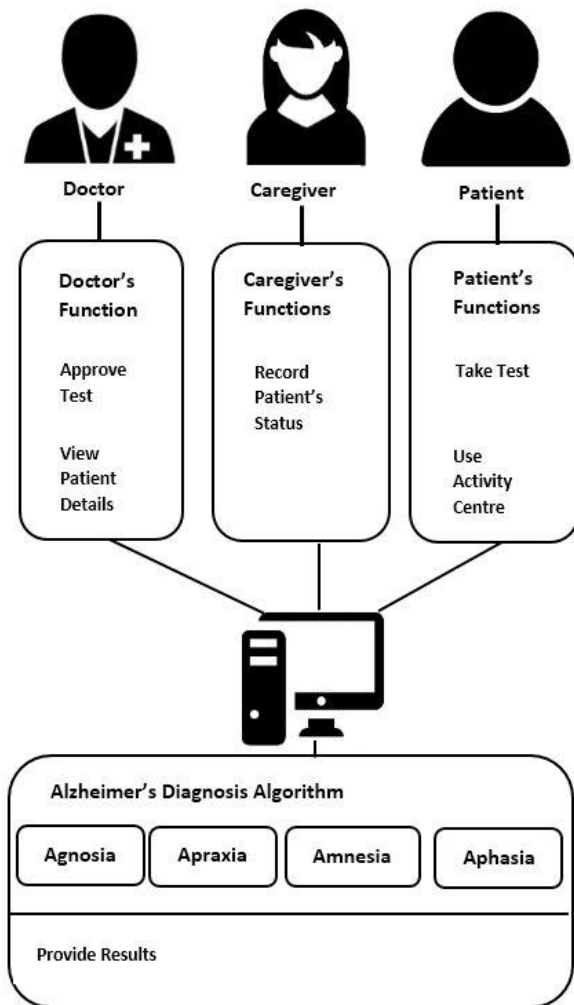 Doctor
Caregiver
Patient
Doctor's
Function
Approve
Test
View
Patient
Details
Caregiver's
Functions
Record
Patient's
Status
Patient's
Functions
Take Test
Use
Activity
Centre
Alzheimer's Diagnosis Algorithm
Agnosia
Apraxia
Amnesia
Aphasia
Provide Results